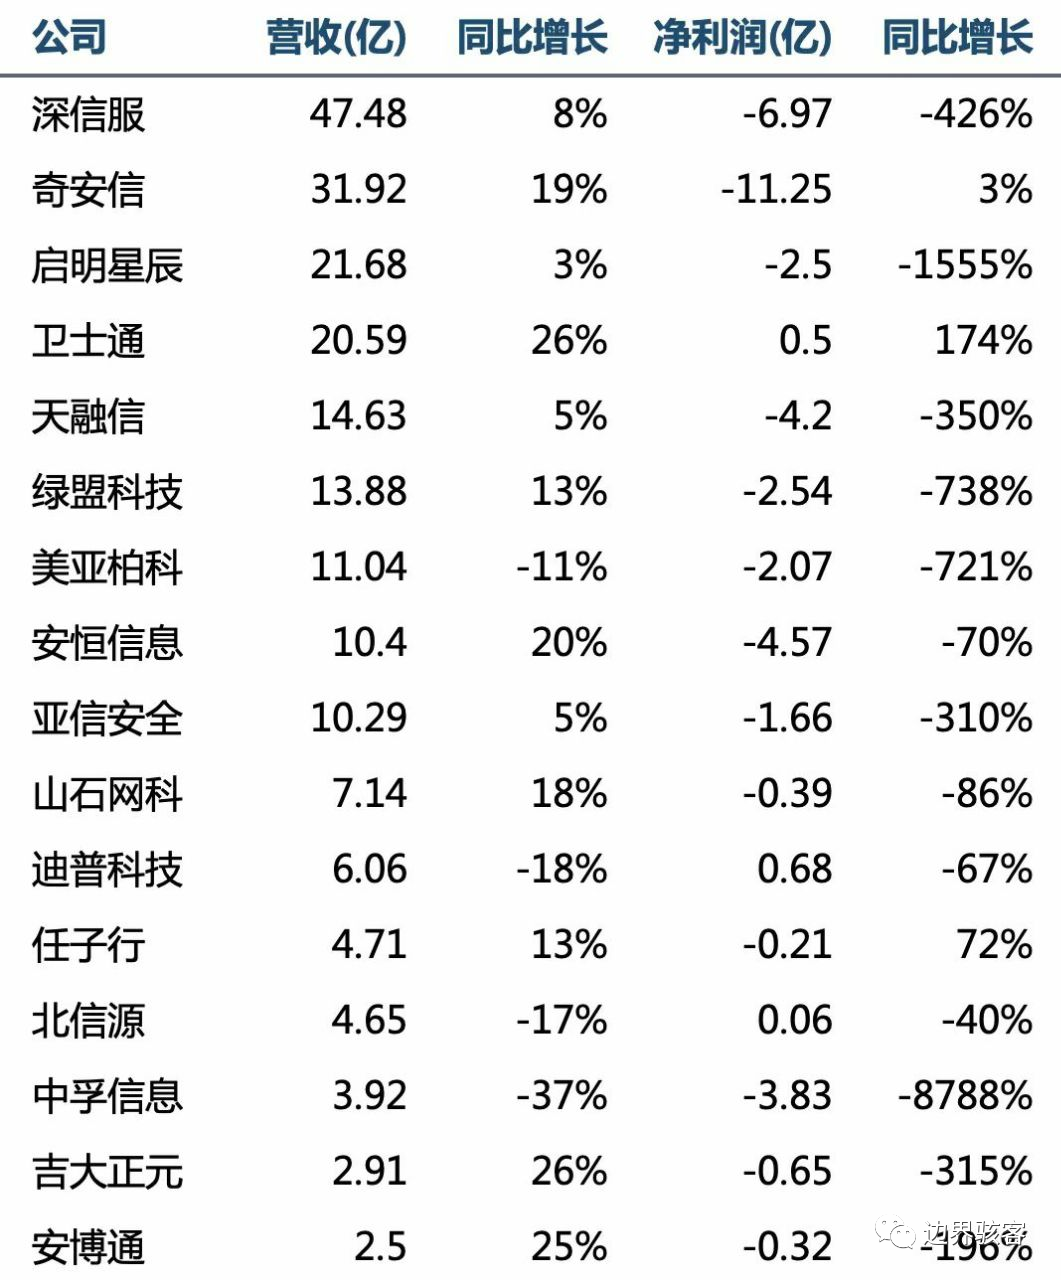 公司 营收(亿) 同比增长 净利润(亿) 同比增长
深信服 47.48 8% -6.97 -426%
奇安信 31.92 19% -11.25 3%
启明星辰 21.68 3% -2.5 -1555%
卫士通 20.59 26% 0.5 174%
天融信 14.63 5% -4.2 -350%
绿盟科技 13.88 13% -2.54 -738%
美亚柏科 11.04 -11% -2.07 -721%
安恒信息 10.4 20% -4.57 -70%
亚信安全 10.29 5% -1.66 -310%
山石网科 7.14 18% -0.39 -86%
迪普科技 6.06 -18% 0.68 -67%
任子行 4.71 13% -0.21 72%
北信源 4.65 -17% 0.06 -40%
中孚信息 3.92 -37% -3.83 -8788%
吉大正元 2.91 26% -0.65 -315%
安博通 2.5 25% -0.32 -196%
边界骇客